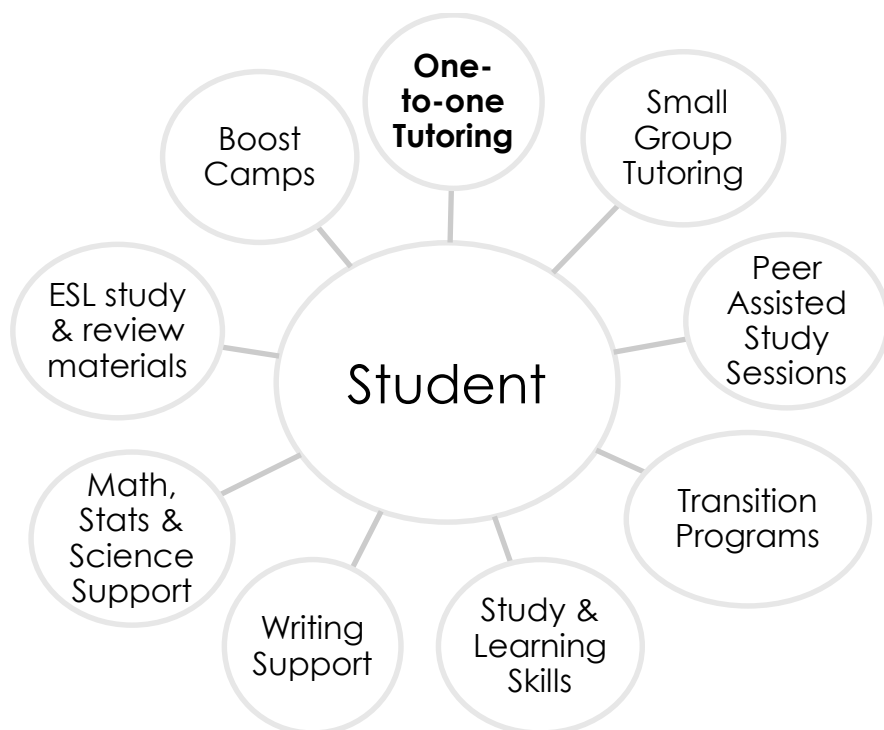 One-
to-one
Tutoring
Small
Group
Tutoring
Peer
Assisted
Study
Sessions
Transition
Programs
Study &
Learning
Skills
Writing
Support
Math,
Stats &
Science
Support
ESL study
& review
materials
Boost
Camps
Student